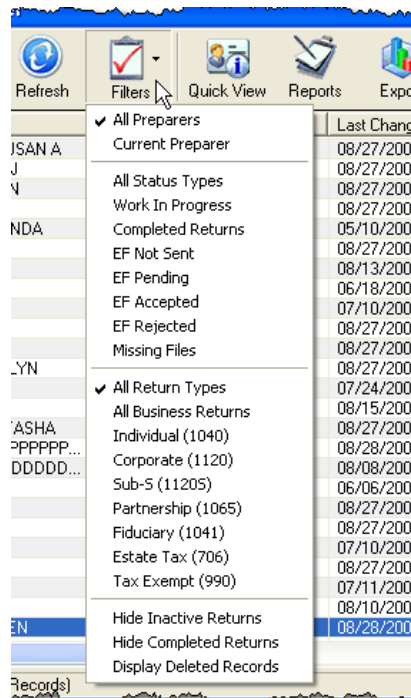 Refresh Filters Quick View Reports Expo
Last Chang
All Preparers
Current Preparer
All Status Types
Work In Progress
Completed Returns
EF Not Sent
EF Pending
EF Accepted
EF Rejected
Missing Files
All Return Types
All Business Returns
Individual (1040)
Corporate (1120)
Sub-S (1120S)
Partnership (1065)
Fiduciary (1041)
Estate Tax (706)
Tax Exempt (990)
Hide Inactive Returns
Hide Completed Returns
Display Deleted Records
USAN A
J
N
NDA
LYN
TASHA
PPPPPP...
DDDDD...
EN
08/27/200
08/27/200
08/27/200
08/27/200
05/10/200
08/27/200
08/13/200
06/18/200
07/10/200
08/27/200
08/27/200
08/27/200
07/24/200
08/15/200
08/27/200
08/28/200
08/08/200
06/06/200
08/27/200
08/27/200
07/10/200
08/27/200
07/11/200
08/10/200
08/28/200
Records)